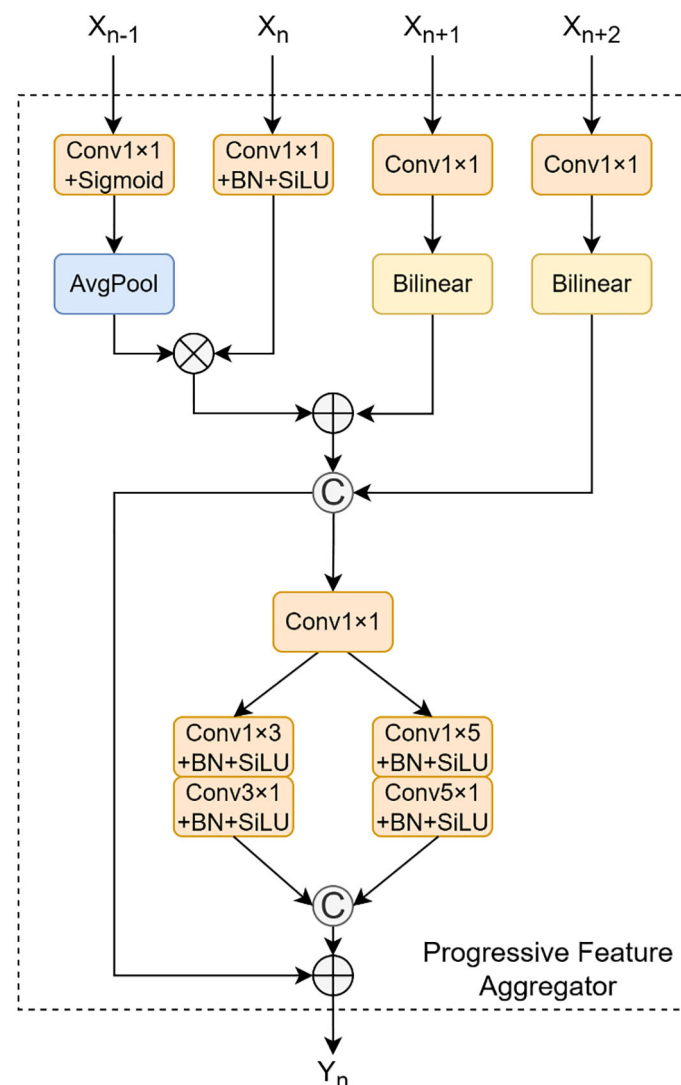 Xn-1 Xn Xn+1 Xn+2
Conv1×1
+Sigmoid
Conv1×1
+BN+SiLU
Conv1×1
Conv1×1
AvgPool
Bilinear
Bilinear
C
Conv1×1
Conv1×3
+BN+SiLU
Conv3×1
+BN+SiLU
Conv1×5
+BN+SiLU
Conv5×1
+BN+SiLU
C
Progressive Feature
Aggregator
Yn